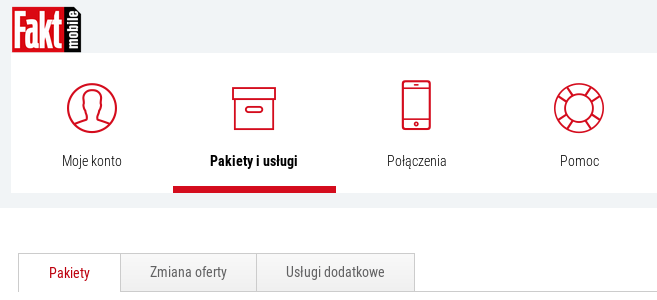 Fakt mobile
Moje konto Pakiety i usługi Połączenia Pomoc
Pakiety Zmiana oferty Usługi dodatkowe